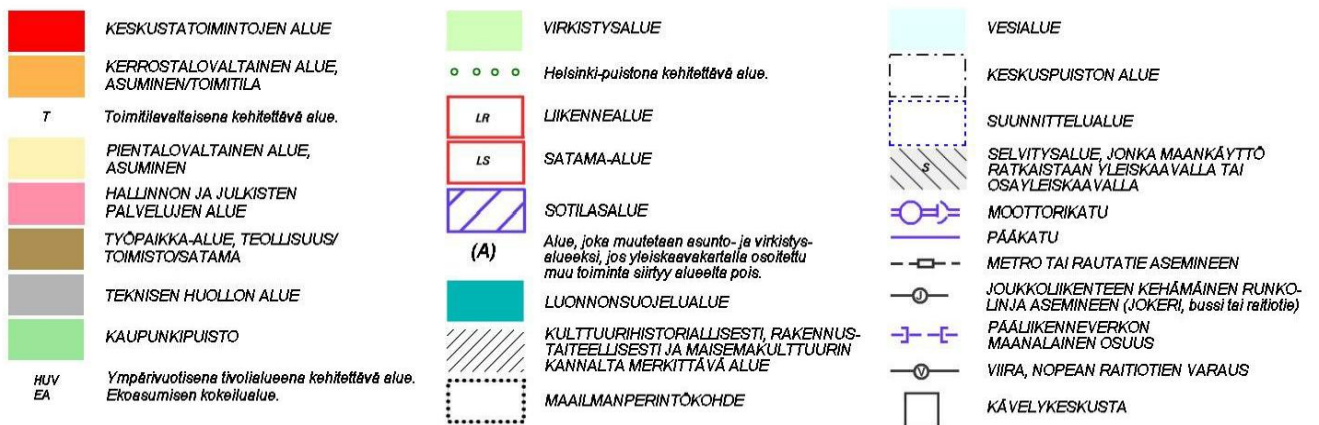 KESKUSTATOIMINTOJEN ALUE
KERROSTALOVALTAINEN ALUE,
ASUMINEN/TOIMITILA
T
Toimitilavaltaisena kehitettävä alue.
PIENTALOVALTAINEN ALUE,
ASUMINEN
HALLINNON JA JULKISTEN
PALVELUJEN ALUE
TYÖPAIKKA-ALUE, TEOLLISUUS/
TOIMISTO/SATAMA
TEKNISEN HUOLLON ALUE
KAUPUNKIPUISTO
HUV
Ympärivuotisena tivolialueena kehitettävä alue.
EA
Ekoasumisen kokeilualue.
VIRKISTYSALUE
Helsinki-puistona kehitettävä alue.
LR
LIIKENNEALUE
LS
SATAMA-ALUE
SOTILASALUE
(A)
Alue, joka muutetaan asunto- ja virkistys-
alueeksi, jos yleiskaavakartalla osoitettu
muu toiminta siirtyy alueelta pois.
LUONNONSUOJELUALUE
KULTTUURIHISTORIALLISESTI, RAKENNUS-
TAITEELLISESTI JA MAISEMAKULTTUURIN
KANNALTA MERKITTÄVÄ ALUE
MAAILMANPERINTÖKOHDE
VESIALUE
KESKUSPUISTON ALUE
SUUNNITTELUALUE
S
SELVITYSALUE, JONKA MAANKÄYTTÖ
RATKAISTAAN YLEISKAAVALLA TAI
OSAYLEISKAAVALLA
MOOTTORIKATU
PÄÄKATU
METRO TAI RAUTATIE ASEMINEEN
J
JOUKKOLIIKENTEEN KEHÄMÄINEN RUNKO-
LINJA ASEMINEEN (JOKERI, bussi tai raitiotie)
PÄÄLIIKENNEVERKON
MAANALAINEN OSUUS
V
VIIRA, NOPEAN RAITIOTIEN VARAUS
KÄVELYKESKUSTA